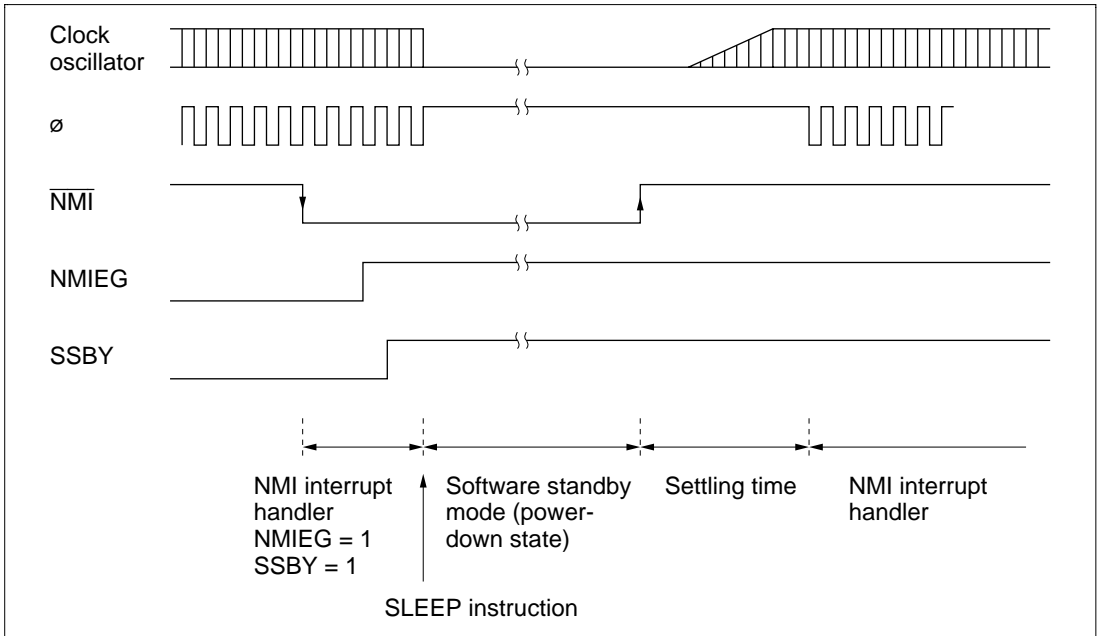 Clock
oscillator
ø
NMI
NMIEG
SSBY
NMI interrupt
handler
NMIEG = 1
SSBY = 1
Software standby
mode (power-
down state)
Settling time
NMI interrupt
handler
SLEEP instruction